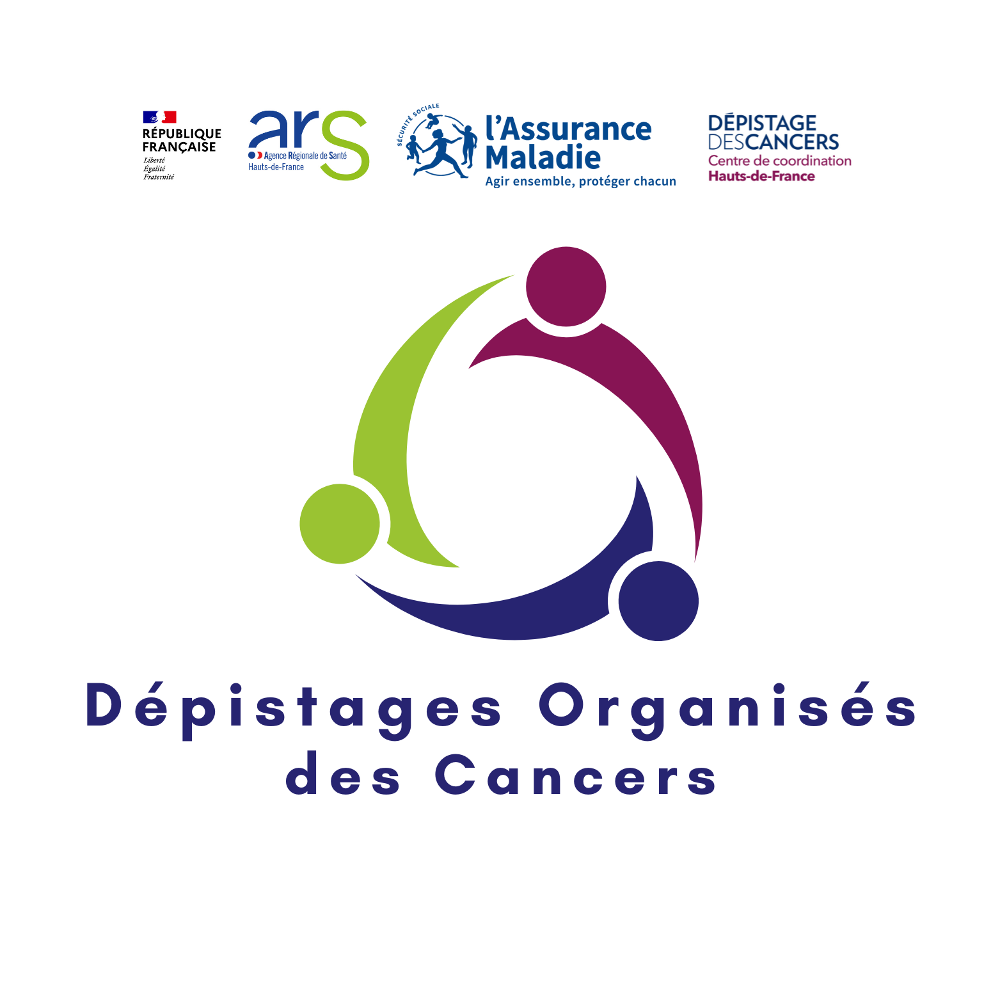 RÉPUBLIQUE
FRANÇAISE
Liberté
Égalité
Fraternité
ars
Agence Régionale de Santé
Hauts-de-France
SÉCURITÉ SOCIALE
l'Assurance
Maladie
Agir ensemble, protéger chacun
DÉPISTAGE
DESCANCERS
Centre de coordination
Hauts-de-France
Dépistages Organisés
des Cancers